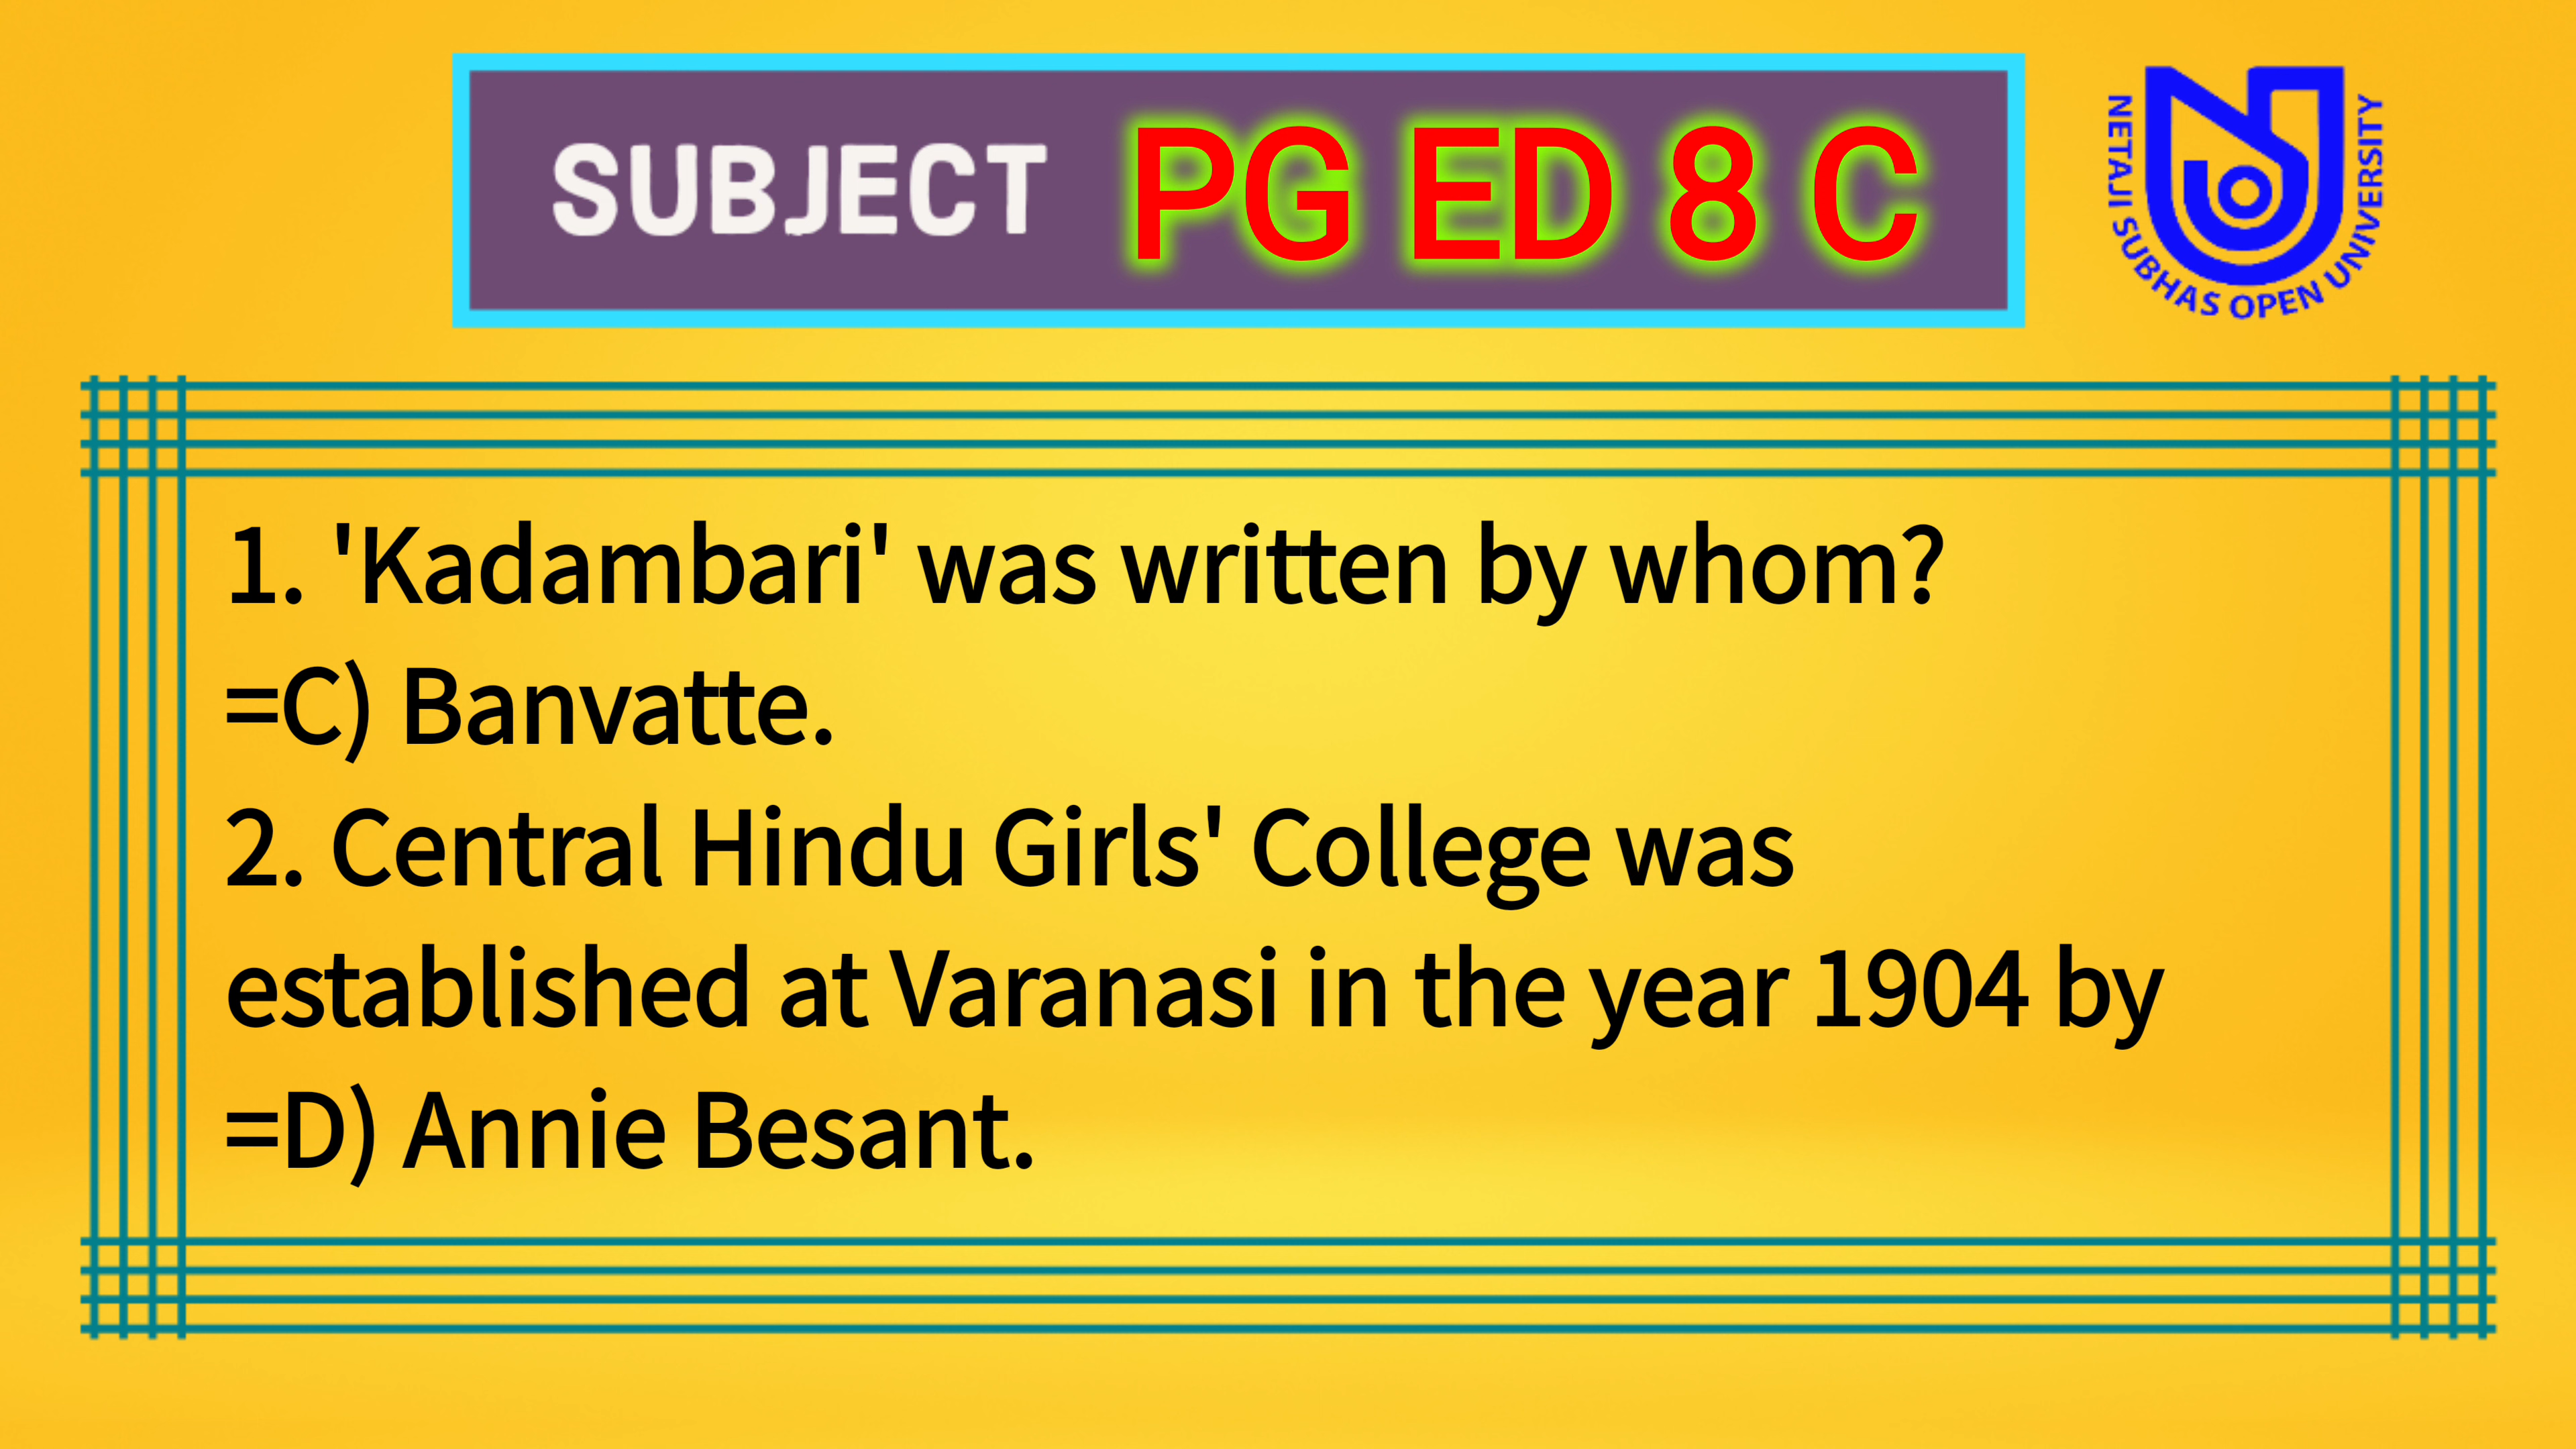 SUBJECT PG ED 8 C
NETAJI SUBHAS OPEN UNIVERSITY
1. 'Kadambari' was written by whom?
=C) Banvatte.
2. Central Hindu Girls' College was
established at Varanasi in the year 1904 by
=D) Annie Besant.